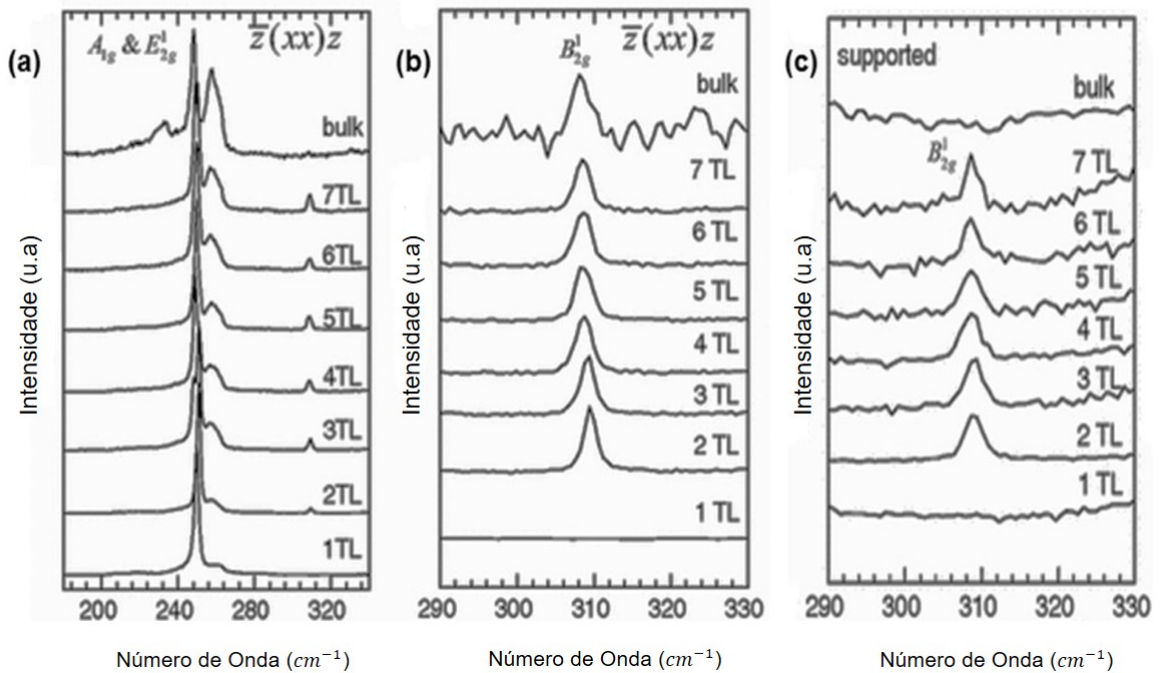 (a)
A₁g & E¹₂g
z̅(xx)z
bulk
7TL
6TL
5TL
4TL
3TL
2TL
1TL
200 240 280 320
Intensidade (u.a)
Número de Onda (cm⁻¹)
(b)
B¹₂g
z̅(xx)z
bulk
7 TL
6 TL
5 TL
4 TL
3 TL
2 TL
1 TL
290 300 310 320 330
Intensidade (u.a)
Número de Onda (cm⁻¹)
(c)
supported
bulk
B¹₂g
7 TL
6 TL
5 TL
4 TL
3 TL
2 TL
1 TL
290 300 310 320 330
Intensidade (u.a)
Número de Onda (cm⁻¹)